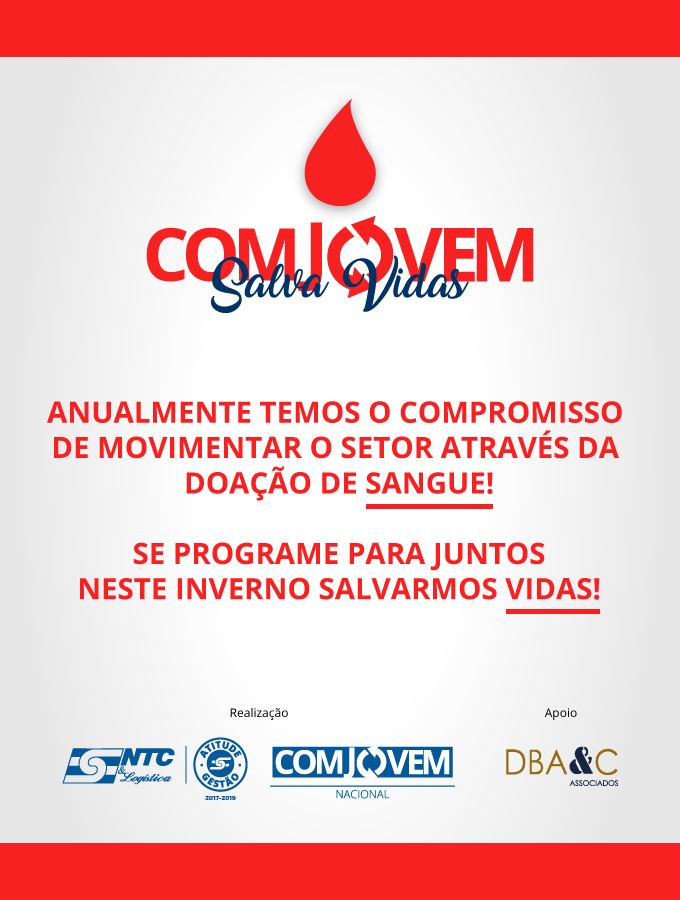 COMJOVEM
Salva Vidas
ANUALMENTE TEMOS O COMPROMISSO
DE MOVIMENTAR O SETOR ATRAVÉS DA
DOAÇÃO DE SANGUE!
SE PROGRAME PARA JUNTOS
NESTE INVERNO SALVARMOS VIDAS!
Realização
Apoio
NTC
&Logística
ATITUDE
GESTÃO
2017-2019
COMJOVEM
NACIONAL
DBA&C
ASSOCIADOS